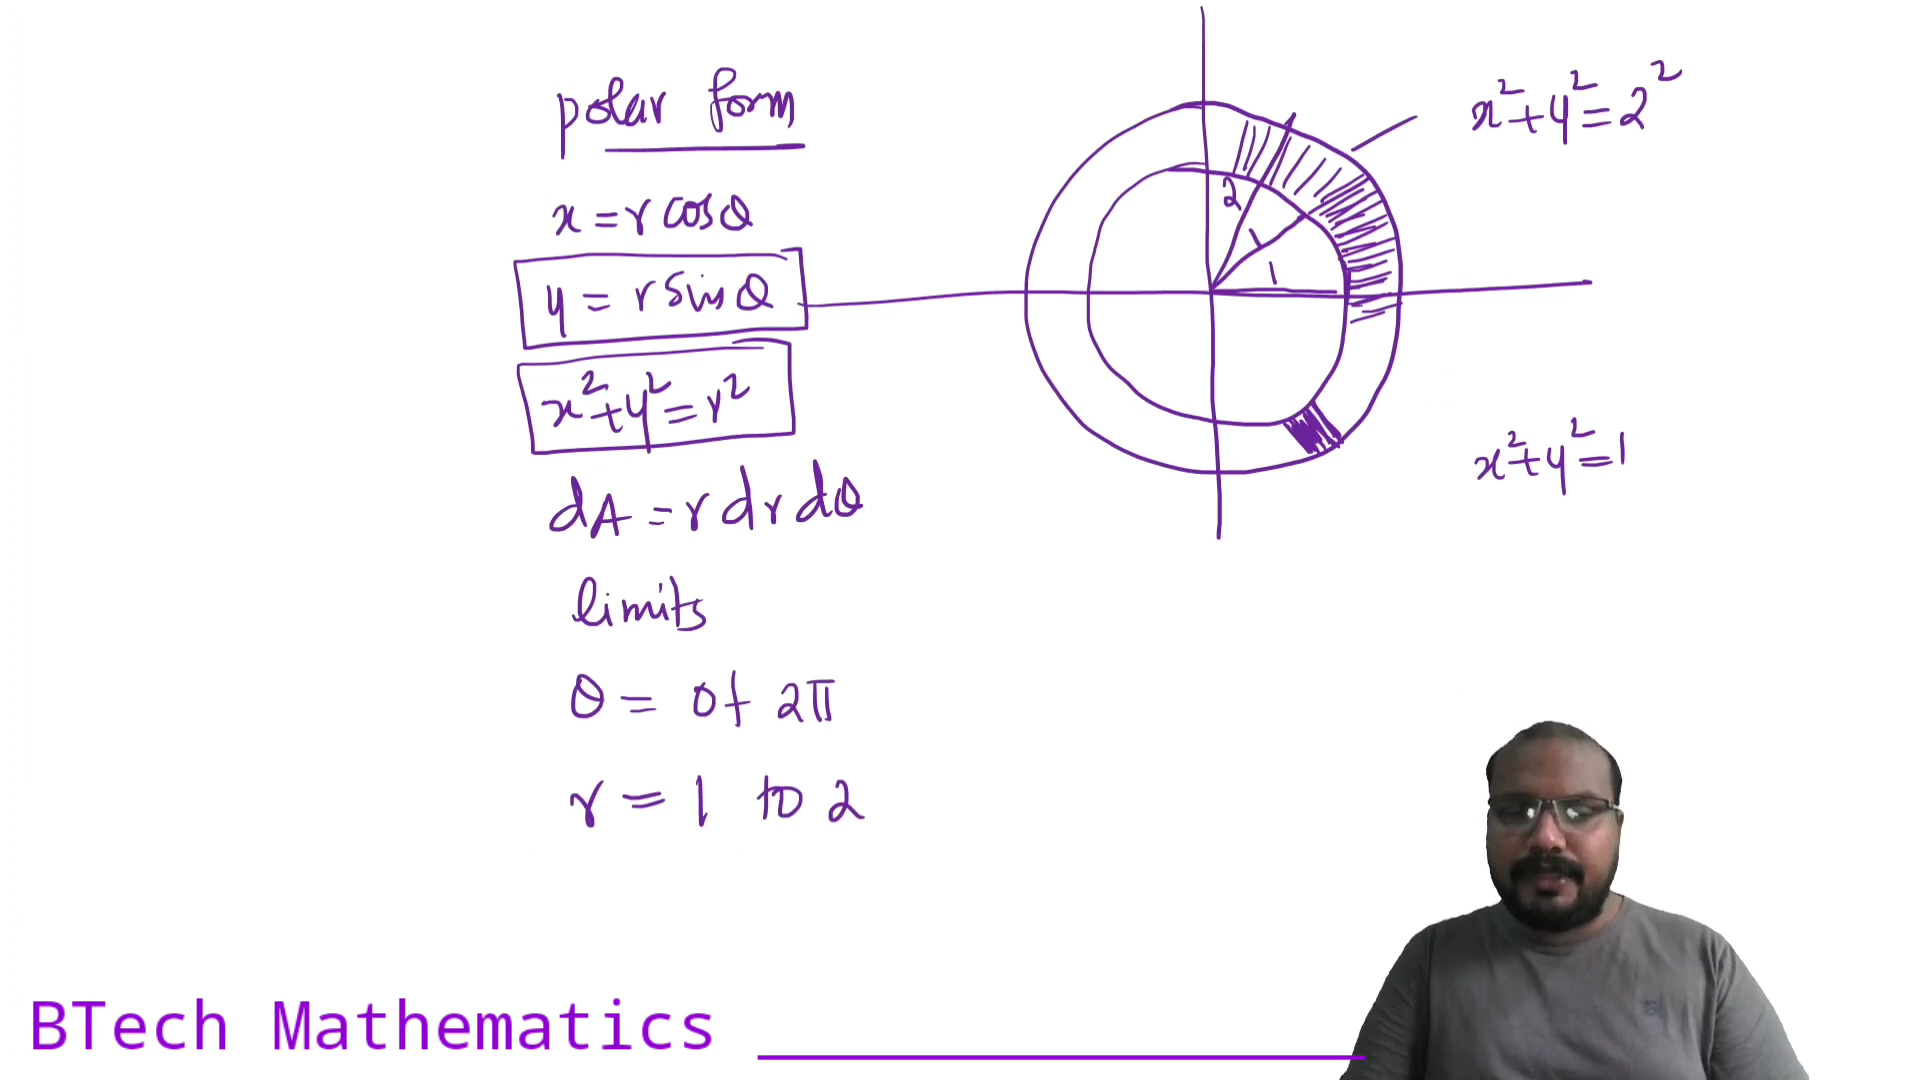 polar form
x = r cosθ
y = r sinθ
x²+y²=r²
dA = r dr dθ
limits
θ = 0 t 2π
r = 1 to 2
2
1
1
x²+y²=2²
x²+y²=1
BTech Mathematics